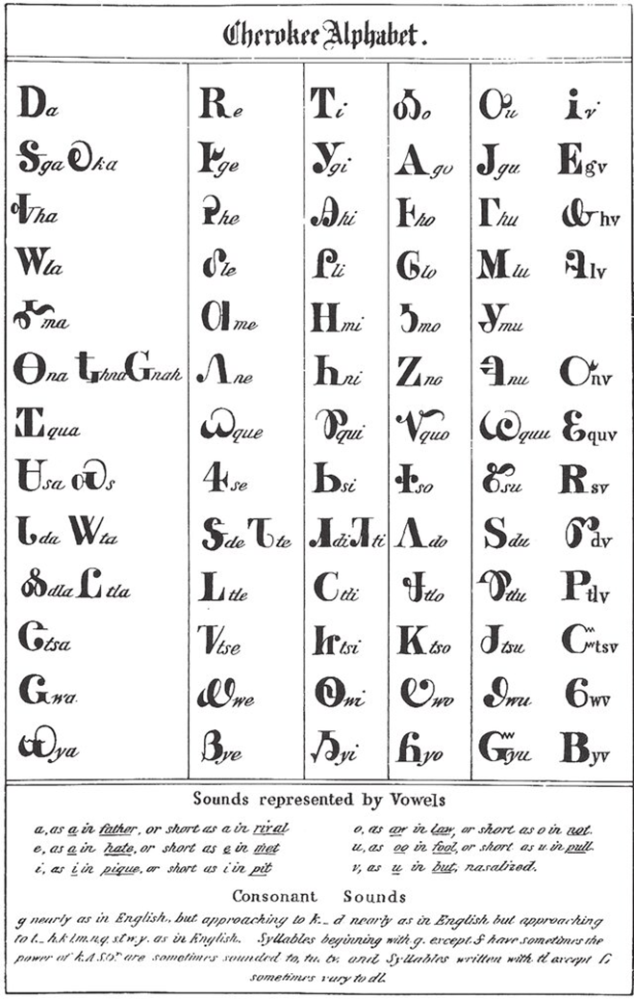 Cherokee Alphabet.
Ꭰa Ꭱe Ꭲi Ꭳo Ꭴu Ꭵv
Ꭶga Ꭷka Ꭸge Ꭹgi Ꭺgo Ꭻgu Ꭼgv
Ꭽha Ꭾhe Ꭿhi Ꮀho Ꮁhu Ꮂhv
Ꮃla Ꮄle Ꮅli Ꮆlo Ꮇlu Ꮈlv
Ꮉma Ꮊme Ꮋmi Ꮌmo Ꮍmu
Ꮎna Ꮏhna Ꮐnah Ꮑne Ꮒni Ꮓno Ꮔnu Ꮕnv
Ꮖqua Ꮗque Ꮘqui Ꮙquo Ꮚquu Ꮛquv
Ꮜsa Ꮝs Ꮞse Ꮟsi Ꮠso Ꮡsu Ꮢsv
Ꮣda Ꮤta Ꮥde Ꮦte Ꮧdi Ꮨti Ꮩdo Ꮪdu Ꮫdv
Ꮬdla Ꮭtla Ꮮtle Ꮯtli Ꮰtlo Ꮱtlu Ꮲtlv
Ꮳtsa Ꮴtse Ꮵtsi Ꮶtso Ꮷtsu Ꮸtsv
Ꮹwa Ꮺwe Ꮻwi Ꮼwo Ꮽwu Ꮾwv
Ꮿya Ᏸye Ᏹyi Ᏺyo Ᏻyu Ᏼyv
Sounds represented by Vowels
a, as a in father, or short as a in rival
e, as a in hate, or short as e in met
i, as i in pique, or short as i in pit
o, as aw in law, or short as o in not.
u, as oo in fool, or short as u in pull.
v, as u in but, nasalized.
Consonant Sounds
g nearly as in English, but approaching to k._ d nearly as in English but approaching
to t._ h.k.l.m.n.q.s.t.w.y. as in English. Syllables beginning with g. except Ꭶ have sometimes the
power of k. Ꭺ.Ꮪ.Ꮫ. are sometimes sounded to, tu, tv. and Syllables written with tl except Ꮭ
sometimes vary to dl.